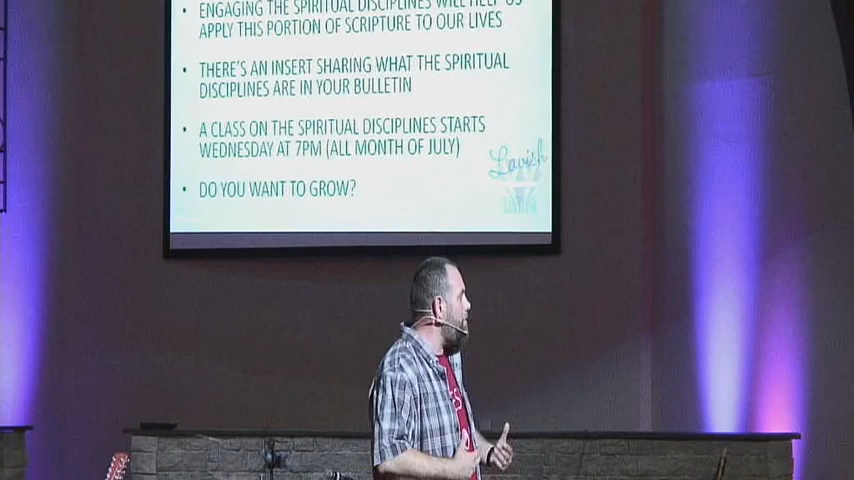 • ENGAGING THE SPIRITUAL DISCIPLINES WILL HELP US
APPLY THIS PORTION OF SCRIPTURE TO OUR LIVES
• THERE'S AN INSERT SHARING WHAT THE SPIRITUAL
DISCIPLINES ARE IN YOUR BULLETIN
• A CLASS ON THE SPIRITUAL DISCIPLINES STARTS
WEDNESDAY AT 7PM (ALL MONTH OF JULY)
Lavish
• DO YOU WANT TO GROW?